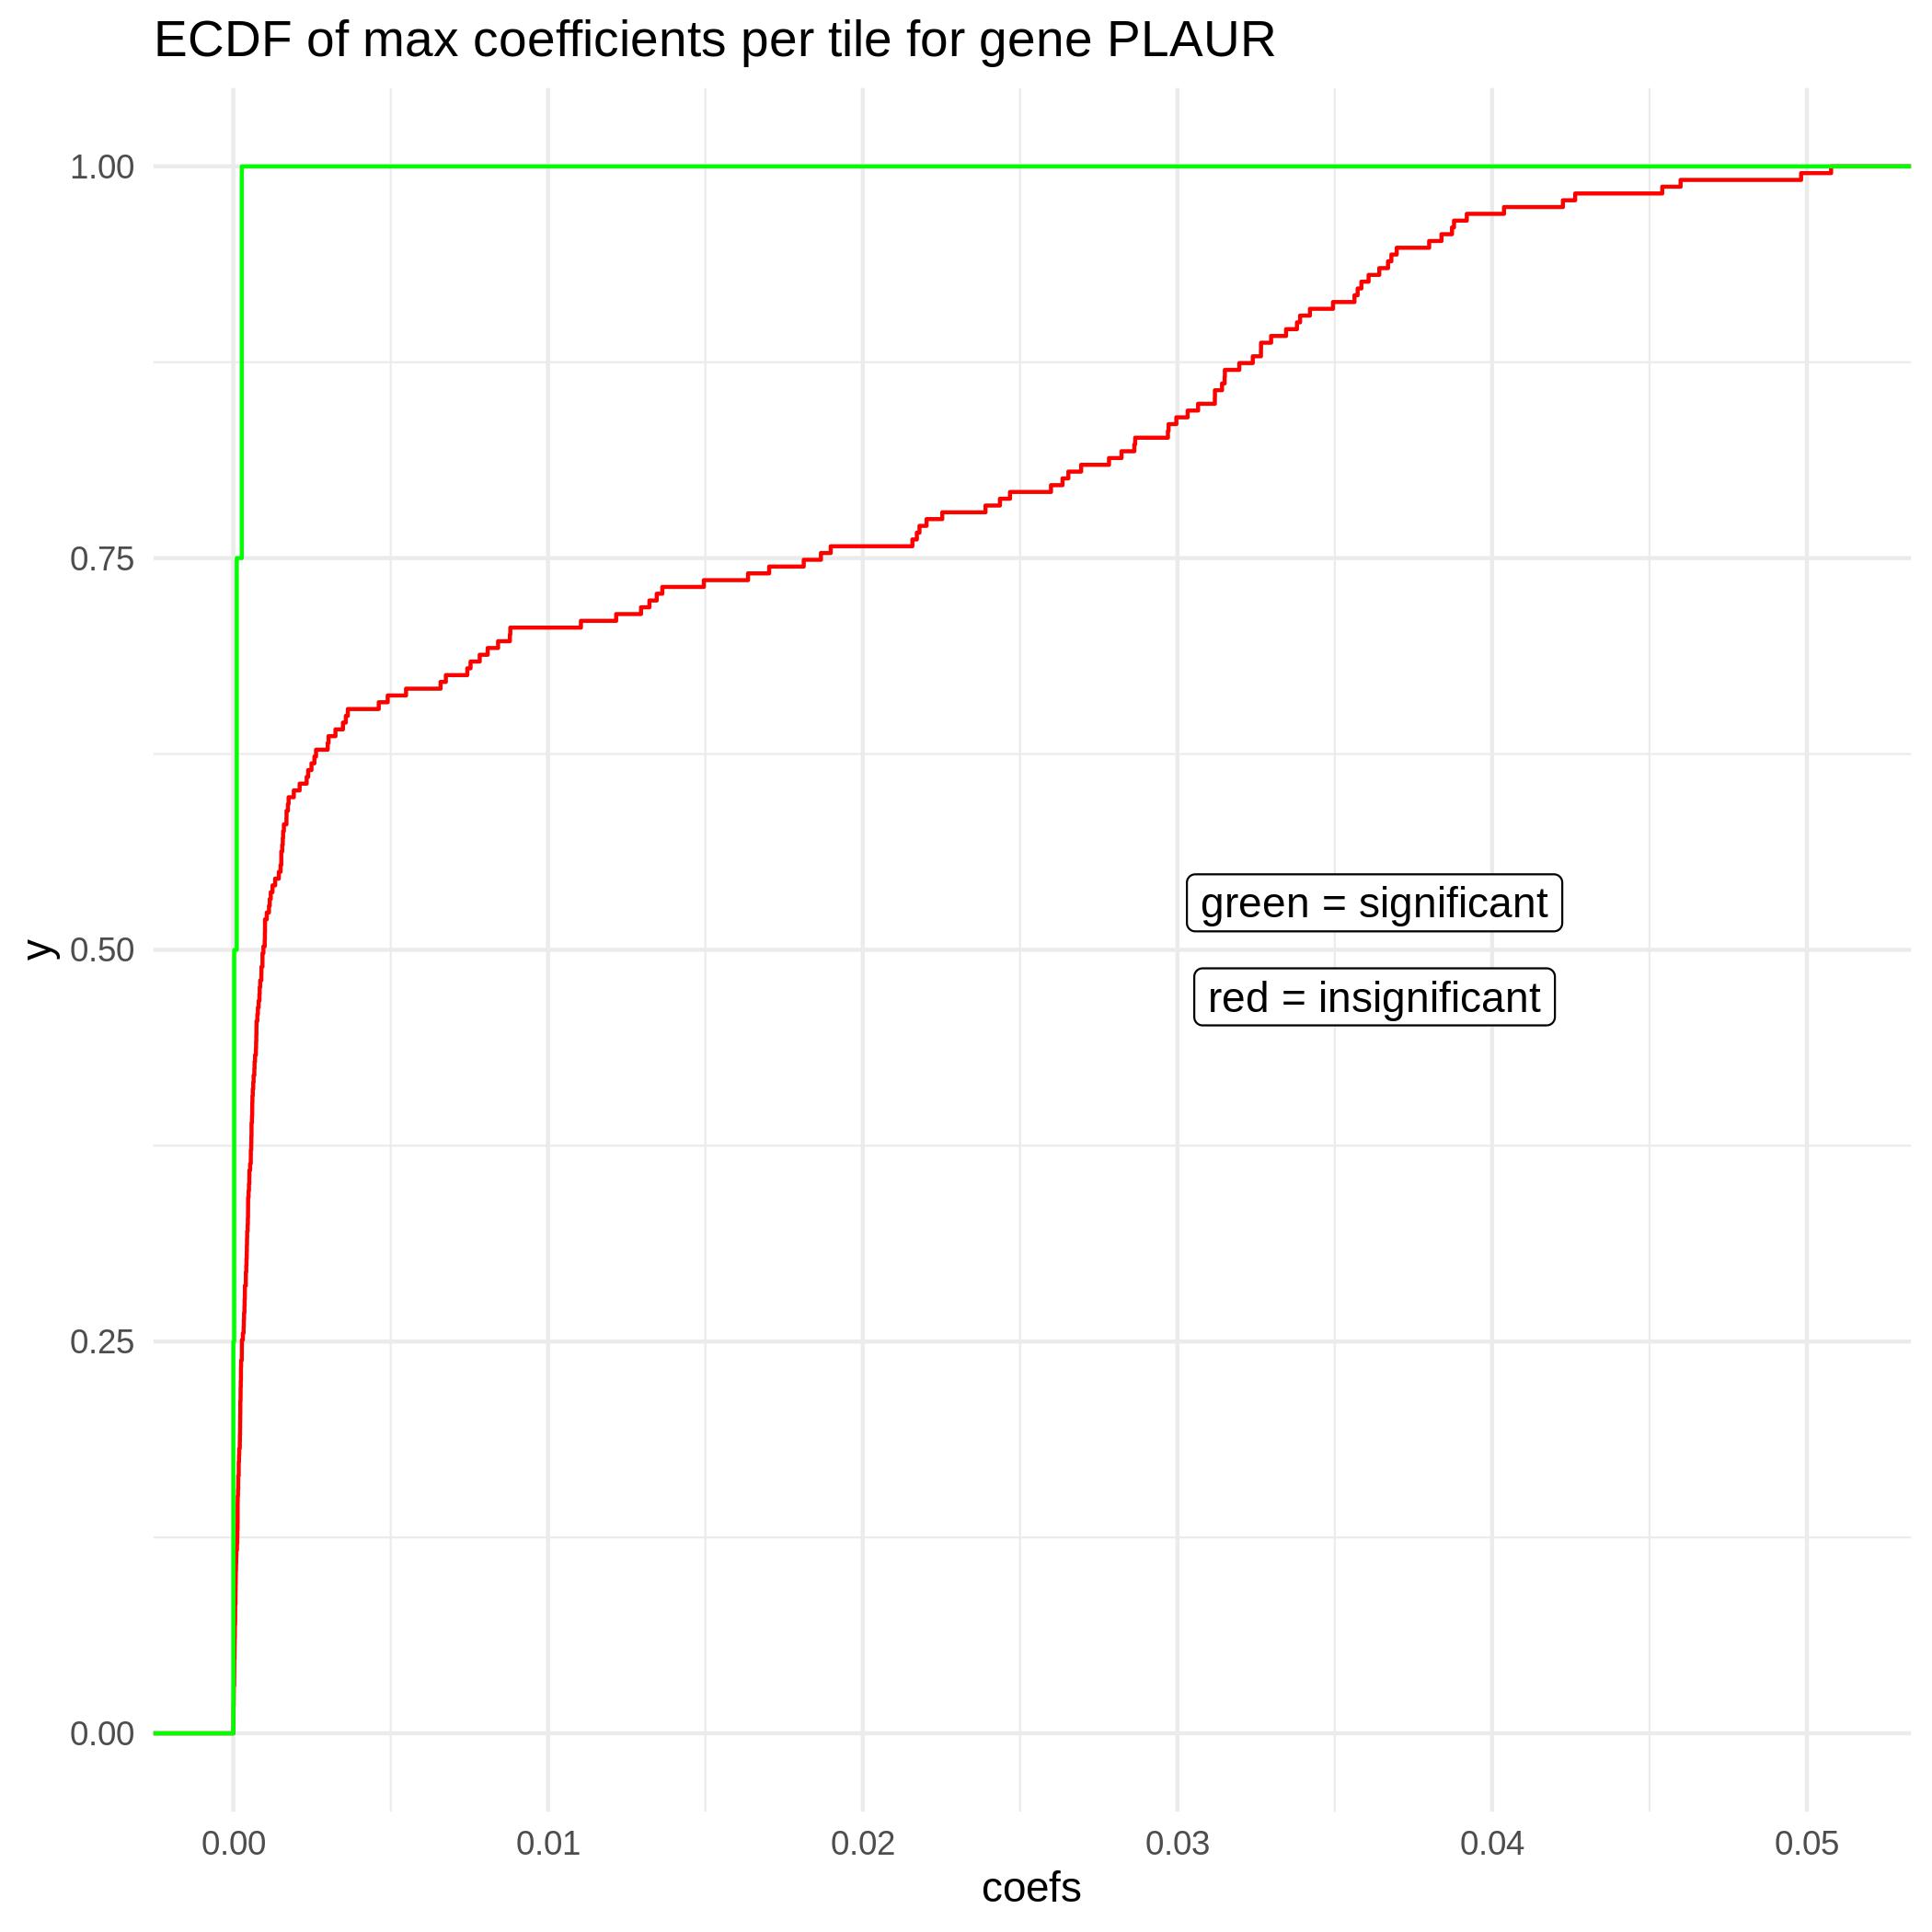 ECDF of max coefficients per tile for gene PLAUR
1.00
0.75
0.50
0.25
0.00
y
green = significant
red = insignificant
0.00 0.01 0.02 0.03 0.04 0.05
coefs